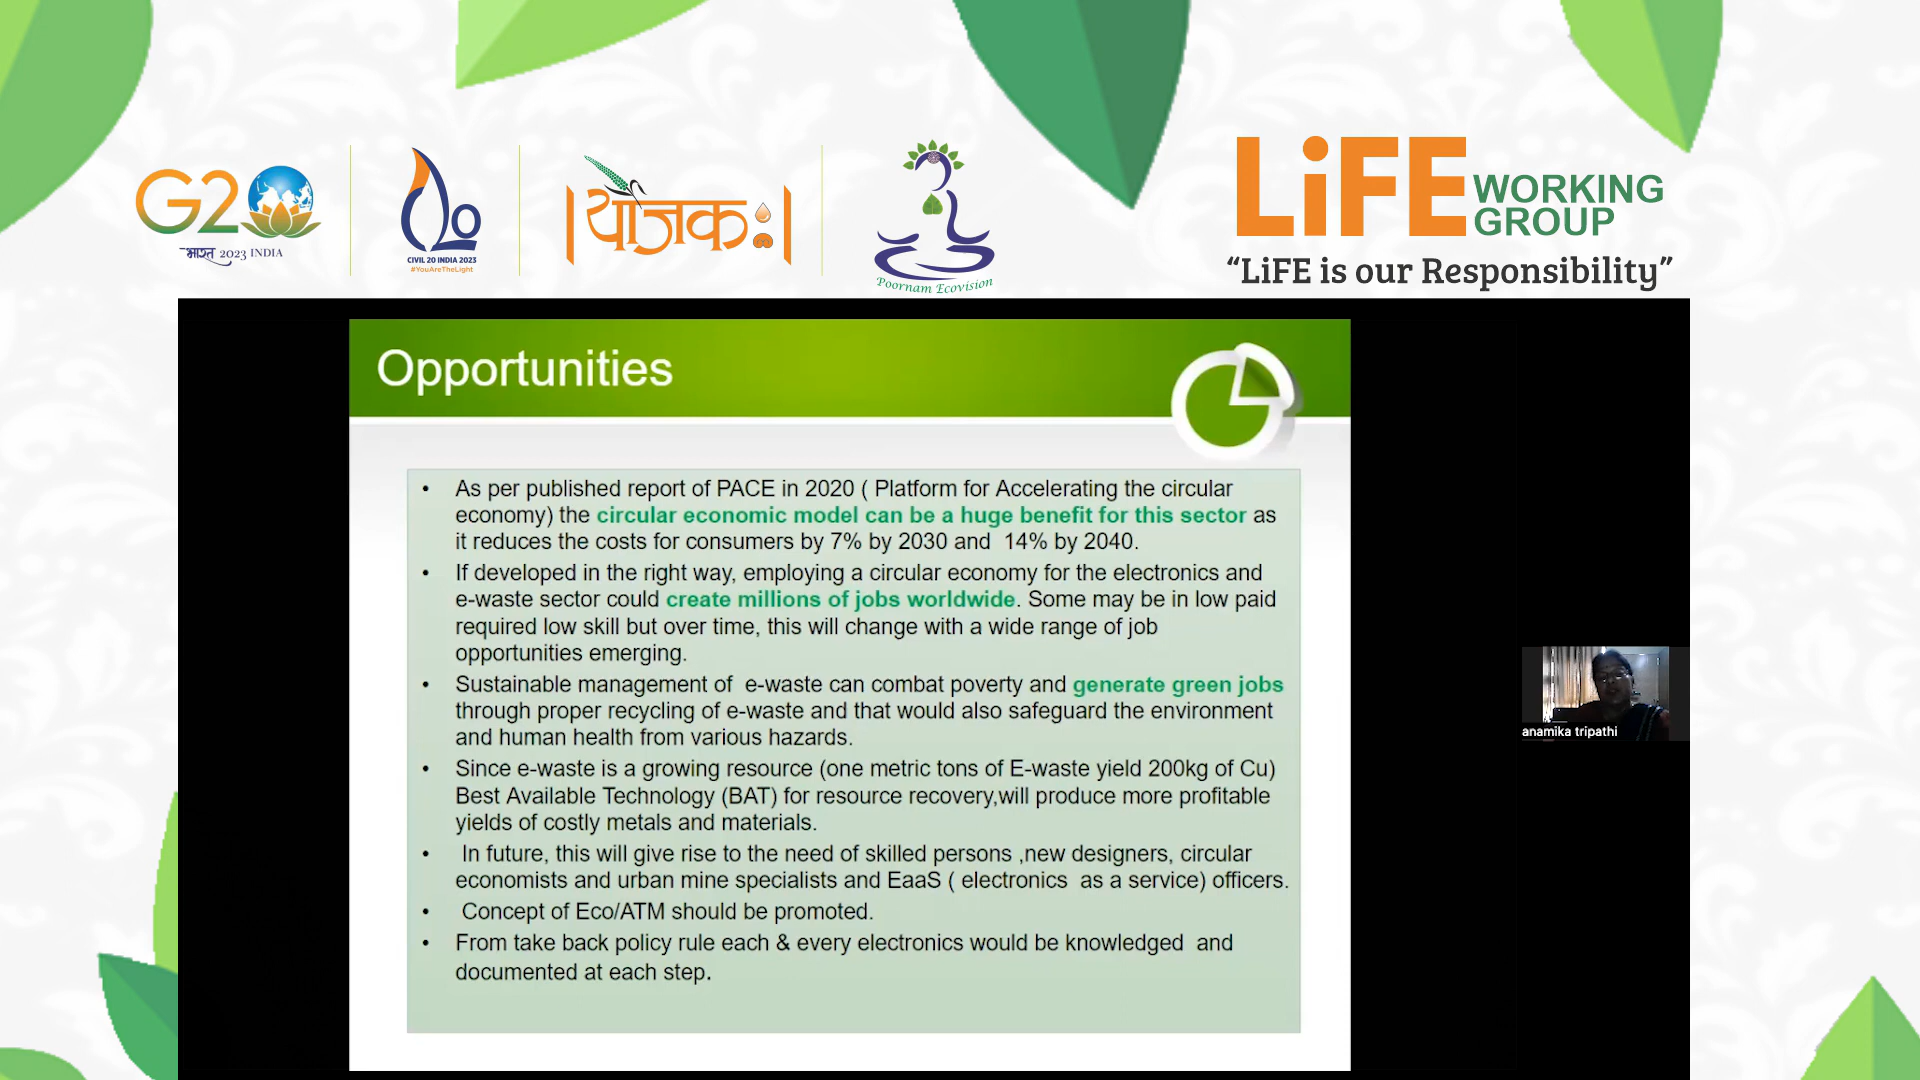 G20
भारत 2023 INDIA
C20
CIVIL 20 INDIA 2023
#YouAreTheLight
। योजकः ।
Poornam Ecovision
LiFE WORKING
GROUP
“LiFE is our Responsibility”
Opportunities
• As per published report of PACE in 2020 ( Platform for Accelerating the circular
economy) the circular economic model can be a huge benefit for this sector as
it reduces the costs for consumers by 7% by 2030 and 14% by 2040.
• If developed in the right way, employing a circular economy for the electronics and
e-waste sector could create millions of jobs worldwide. Some may be in low paid
required low skill but over time, this will change with a wide range of job
opportunities emerging.
• Sustainable management of e-waste can combat poverty and generate green jobs
through proper recycling of e-waste and that would also safeguard the environment
and human health from various hazards.
• Since e-waste is a growing resource (one metric tons of E-waste yield 200kg of Cu)
Best Available Technology (BAT) for resource recovery,will produce more profitable
yields of costly metals and materials.
• In future, this will give rise to the need of skilled persons ,new designers, circular
economists and urban mine specialists and EaaS ( electronics as a service) officers.
• Concept of Eco/ATM should be promoted.
• From take back policy rule each & every electronics would be knowledged and
documented at each step.
anamika tripathi